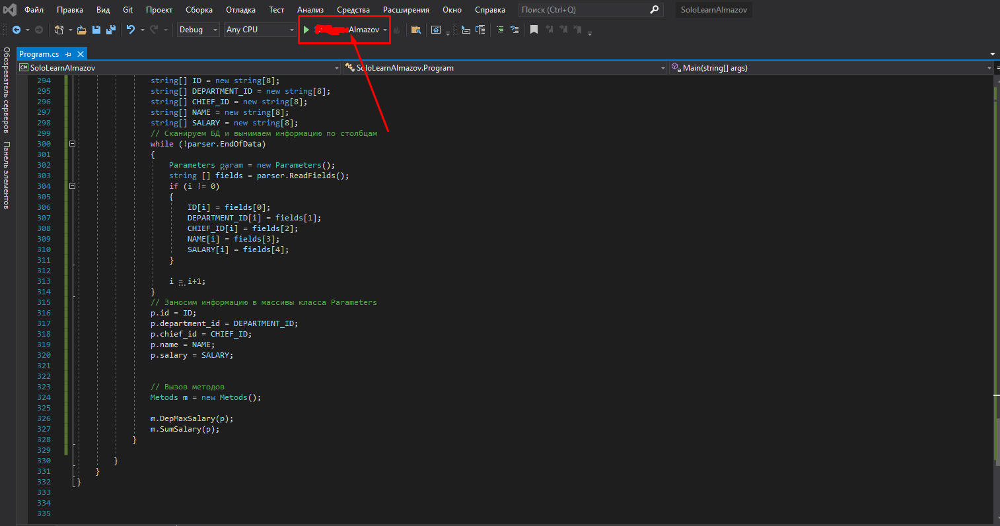 Файл Правка Вид Git Проект Сборка Отладка Тест Анализ Средства Расширения Окно Справка Поиск (Ctrl+Q) SoloLearnAlmazov
Debug Any CPU Almazov
Обозреватель серверов
Панель элементов
Program.cs
C# SoloLearnAlmazov SoloLearnAlmazov.Program Main(string[] args)
294 string[] ID = new string[8];
295 string[] DEPARTMENT_ID = new string[8];
296 string[] CHIEF_ID = new string[8];
297 string[] NAME = new string[8];
298 string[] SALARY = new string[8];
299 // Сканируем БД и вынимаем информацию по столбцам
300 while (!parser.EndOfData)
301 {
302 Parameters param = new Parameters();
303 string [] fields = parser.ReadFields();
304 if (i != 0)
305 {
306 ID[i] = fields[0];
307 DEPARTMENT_ID[i] = fields[1];
308 CHIEF_ID[i] = fields[2];
309 NAME[i] = fields[3];
310 SALARY[i] = fields[4];
311 }
312
313 i = i+1;
314 }
315 // Заносим информацию в массивы класса Parameters
316 p.id = ID;
317 p.department_id = DEPARTMENT_ID;
318 p.chief_id = CHIEF_ID;
319 p.name = NAME;
320 p.salary = SALARY;
321
322
323 // Вызов методов
324 Metods m = new Metods();
325
326 m.DepMaxSalary(p);
327 m.SumSalary(p);
328 }
329
330 }
331 }
332 }
333
334
335